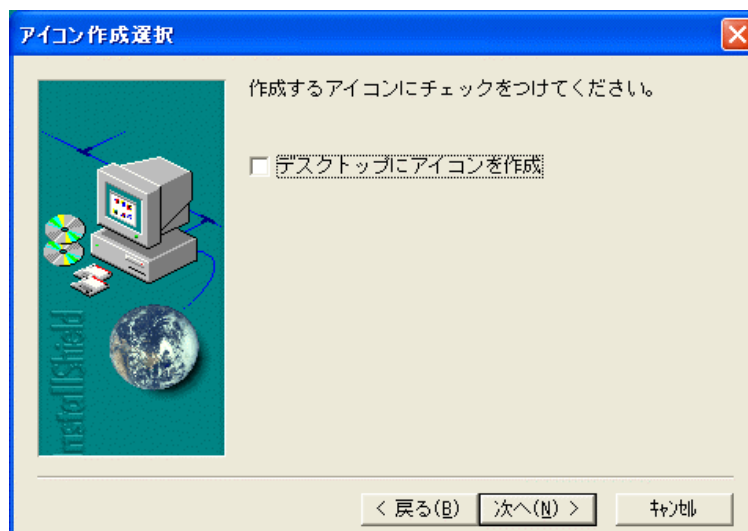 アイコン作成選択
作成するアイコンにチェックをつけてください。
デスクトップにアイコンを作成
InstallShield
< 戻る(B)
次へ(N) >
ｷｬﾝｾﾙ